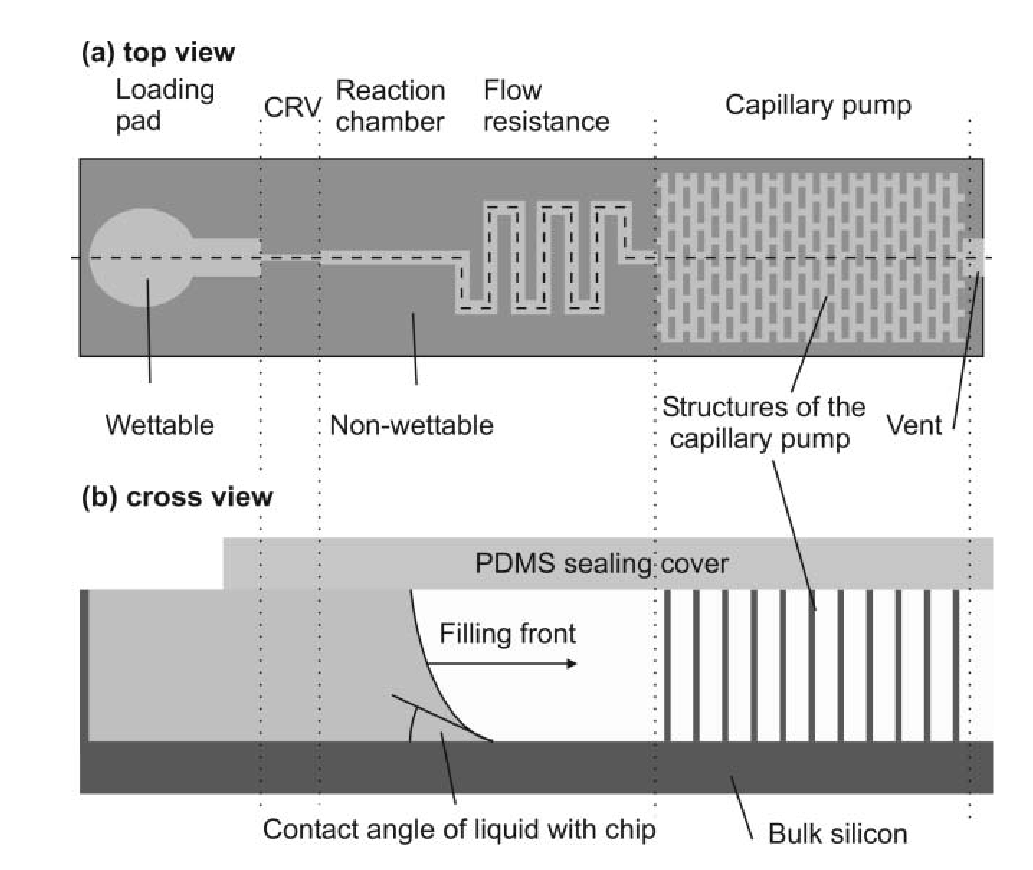 (a) top view
Loading
pad
CRV
Reaction
chamber
Flow
resistance
Capillary pump
Wettable
Non-wettable
Structures of the
capillary pump
Vent
(b) cross view
PDMS sealing cover
Filling front
Contact angle of liquid with chip
Bulk silicon